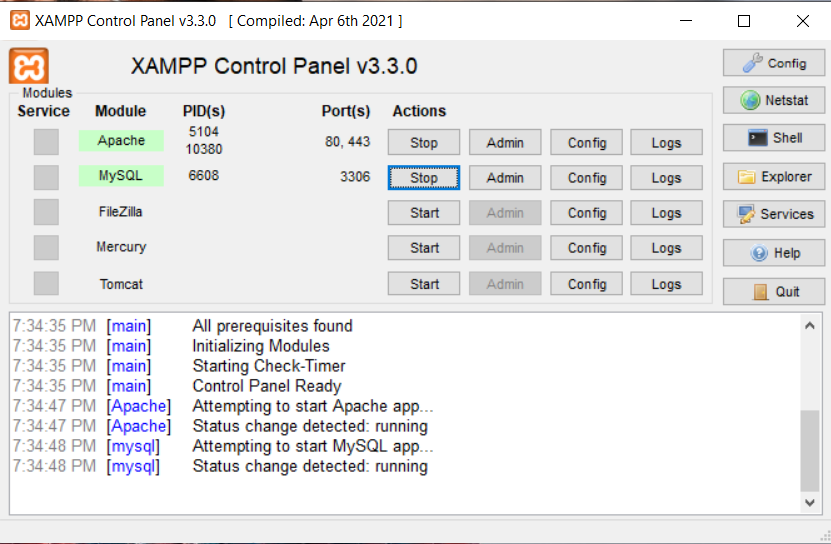 XAMPP Control Panel v3.3.0 [ Compiled: Apr 6th 2021 ]
XAMPP Control Panel v3.3.0
Config
Modules
Service Module PID(s) Port(s) Actions
Netstat
Apache 5104 10380 80, 443 Stop Admin Config Logs
Shell
MySQL 6608 3306 Stop Admin Config Logs
Explorer
FileZilla Start Admin Config Logs
Services
Mercury Start Admin Config Logs
Help
Tomcat Start Admin Config Logs
Quit
7:34:35 PM [main] All prerequisites found
7:34:35 PM [main] Initializing Modules
7:34:35 PM [main] Starting Check-Timer
7:34:35 PM [main] Control Panel Ready
7:34:47 PM [Apache] Attempting to start Apache app...
7:34:47 PM [Apache] Status change detected: running
7:34:48 PM [mysql] Attempting to start MySQL app...
7:34:48 PM [mysql] Status change detected: running